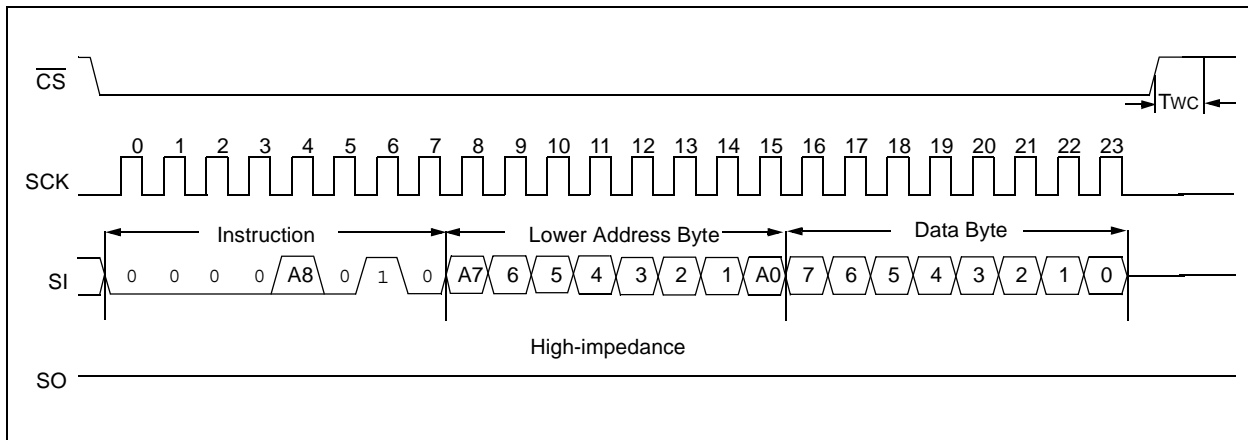 CS
TWC
0 1 2 3 4 5 6 7 8 9 10 11 12 13 14 15 16 17 18 19 20 21 22 23
SCK
Instruction Lower Address Byte Data Byte
SI 0 0 0 0 A8 0 1 0 A7 6 5 4 3 2 1 A0 7 6 5 4 3 2 1 0
High-impedance
SO